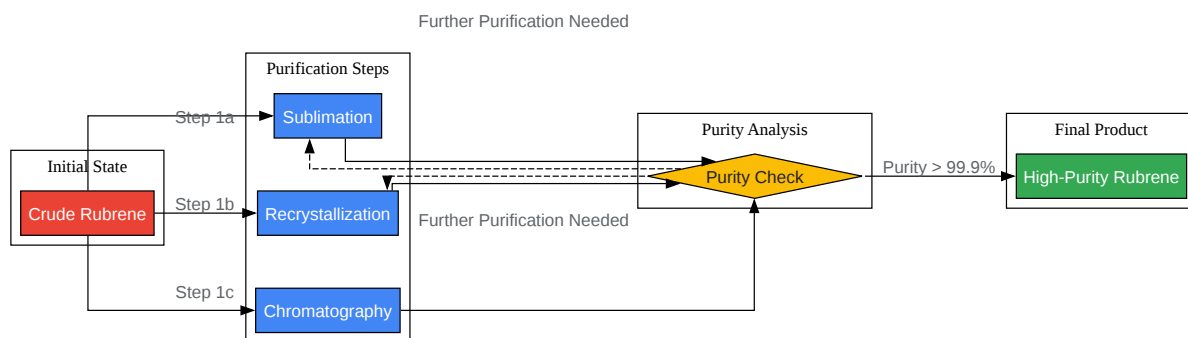 Further Purification Needed
Purification Steps
Sublimation
Step 1a
Initial State
Crude Rubrene
Step 1b
Recrystallization
Further Purification Needed
Step 1c
Chromatography
Purity Analysis
Purity Check
Purity > 99.9%
Final Product
High-Purity Rubrene